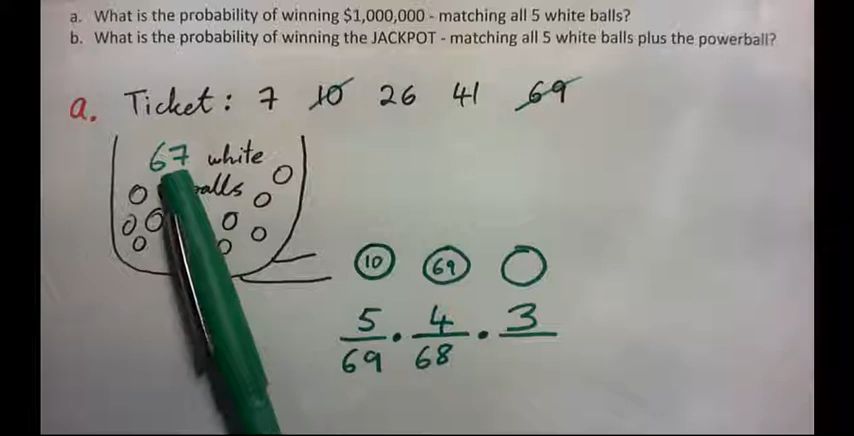 a. What is the probability of winning $1,000,000 - matching all 5 white balls?
b. What is the probability of winning the JACKPOT - matching all 5 white balls plus the powerball?
a. Ticket: 7 10 26 41 69
67 white
10 69
5 . 4 . 3
69 68